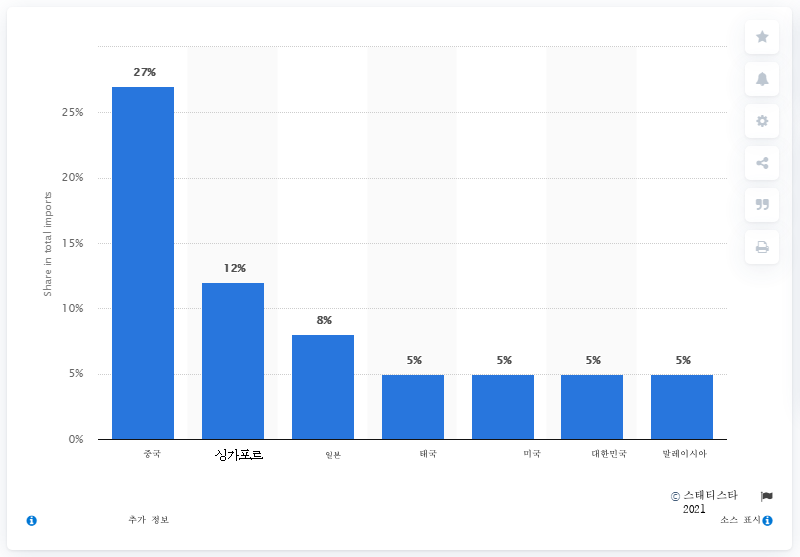 27%
25%
20%
15%
12%
10%
8%
5%
5%
5%
5%
5%
0%
Share in total imports
중국 싱가포르 일본 태국 미국 대한민국 말레이시아
© 스태티스타
2021
추가 정보
소스 표시